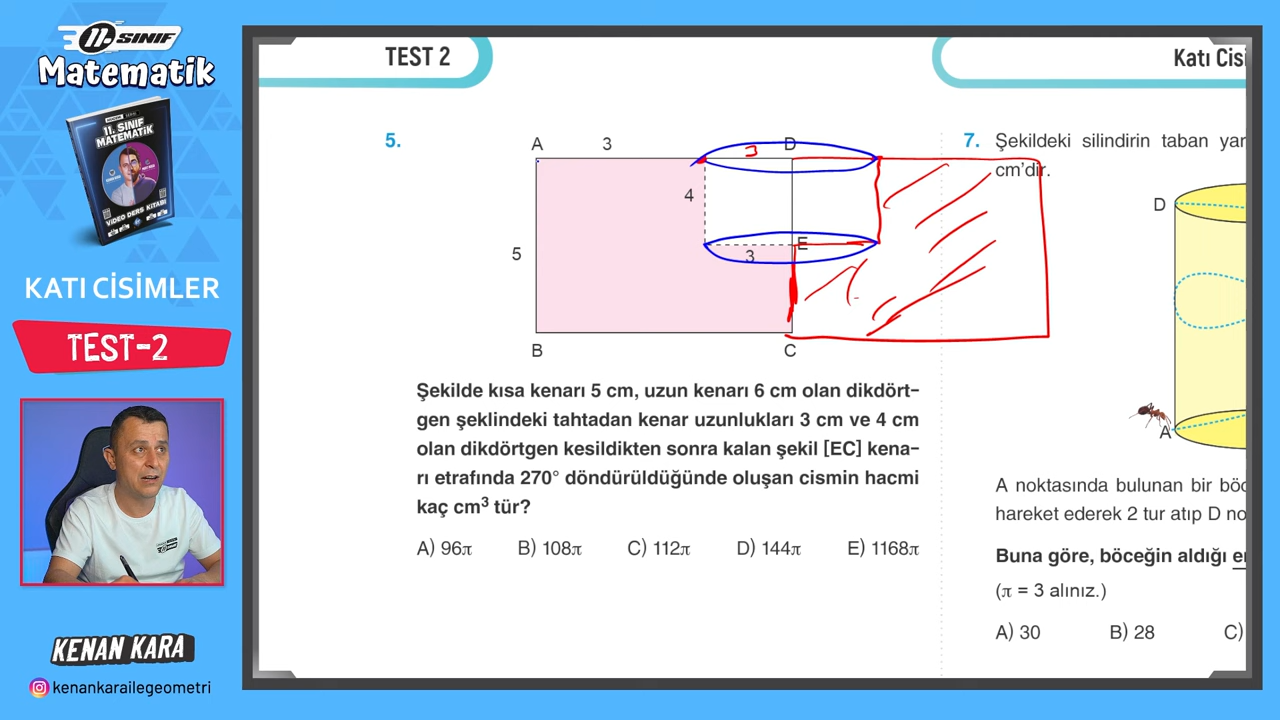 11. SINIF
Matematik
11. SINIF
MATEMATİK
VİDEO DERS KİTABI
KATI CİSİMLER
TEST-2
KENAN KARA
kenankarailegeometri
TEST 2
5.
A
3
3
D
4
5
3
E
B
C
Şekilde kısa kenarı 5 cm, uzun kenarı 6 cm olan dikdört-
gen şeklindeki tahtadan kenar uzunlukları 3 cm ve 4 cm
olan dikdörtgen kesildikten sonra kalan şekil [EC] kena-
rı etrafında 270° döndürüldüğünde oluşan cismin hacmi
kaç cm³ tür?
A) 96π B) 108π C) 112π D) 144π E) 1168π
Katı Cisi
7. Şekildeki silindirin taban yar
cm'dir.
D
A
A noktasında bulunan bir böc
hareket ederek 2 tur atıp D no
Buna göre, böceğin aldığı e
(π = 3 alınız.)
A) 30 B) 28 C)